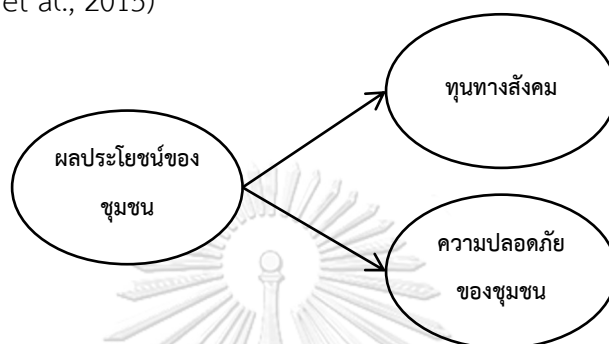 et al., 2015)
ทุนทางสังคม
ผลประโยชน์ของ
ชุมชน
ความปลอดภัย
ของชุมชน